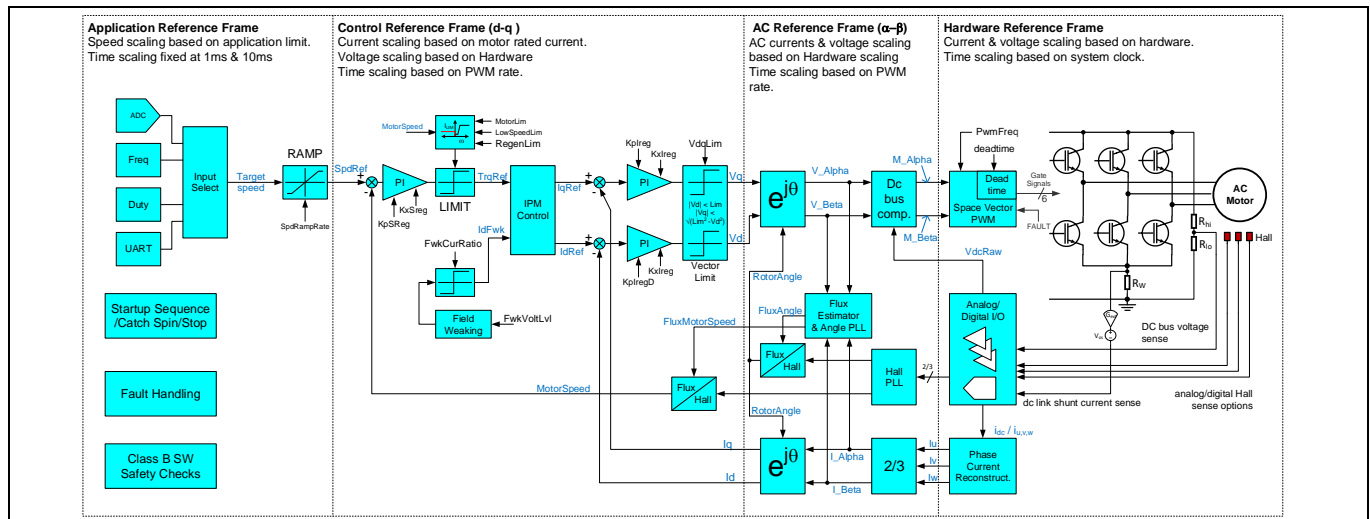 Application Reference Frame
Speed scaling based on application limit.
Time scaling fixed at 1ms & 10ms
Control Reference Frame (d-q )
Current scaling based on motor rated current.
Voltage scaling based on Hardware
Time scaling based on PWM rate.
AC Reference Frame (α–β)
AC currents & voltage scaling
based on Hardware scaling
Time scaling based on PWM
rate.
Hardware Reference Frame
Current & voltage scaling based on hardware.
Time scaling based on system clock.
ADC
Freq
Duty
UART
Input
Select
Target
speed
RAMP
SpdRampRate
SpdRef
+
-
MotorSpeed
MotorLim
LowSpeedLim
RegenLim
PI
KpSReg
KxSreg
LIMIT
TrqRef
IPM
Control
IdFwk
FwkCurRatio
Field
Weaking
FwkVoltLvl
IqRef
IdRef
+
-
+
-
KpIreg
KxIreg
PI
PI
KpIregD
KxIreg
VdqLim
|Vd| < Lim
|Vq| <
√(Lim²-Vd²)
Vector
Limit
Vq
Vd
e^jθ
V_Alpha
V_Beta
Dc
bus
comp.
M_Alpha
M_Beta
PwmFreq
deadtime
Dead
time
Space Vector
PWM
Gate
Signals
6
FAULT
AC
Motor
Rhi
Rlo
Hall
Rw
DC bus voltage
sense
VdcRaw
Analog/
Digital I/O
RotorAngle
Flux
Estimator
& Angle PLL
FluxAngle
FluxMotorSpeed
Flux
Hall
Hall
PLL
2/3
Flux
Hall
MotorSpeed
dc link shunt current sense
analog/digital Hall
sense options
idc / iu,v,w
RotorAngle
Iq
Id
e^jθ
I_Alpha
I_Beta
2/3
Iu
Iv
Iw
Phase
Current
Reconstruct.
Startup Sequence
/Catch Spin/Stop
Fault Handling
Class B SW
Safety Checks